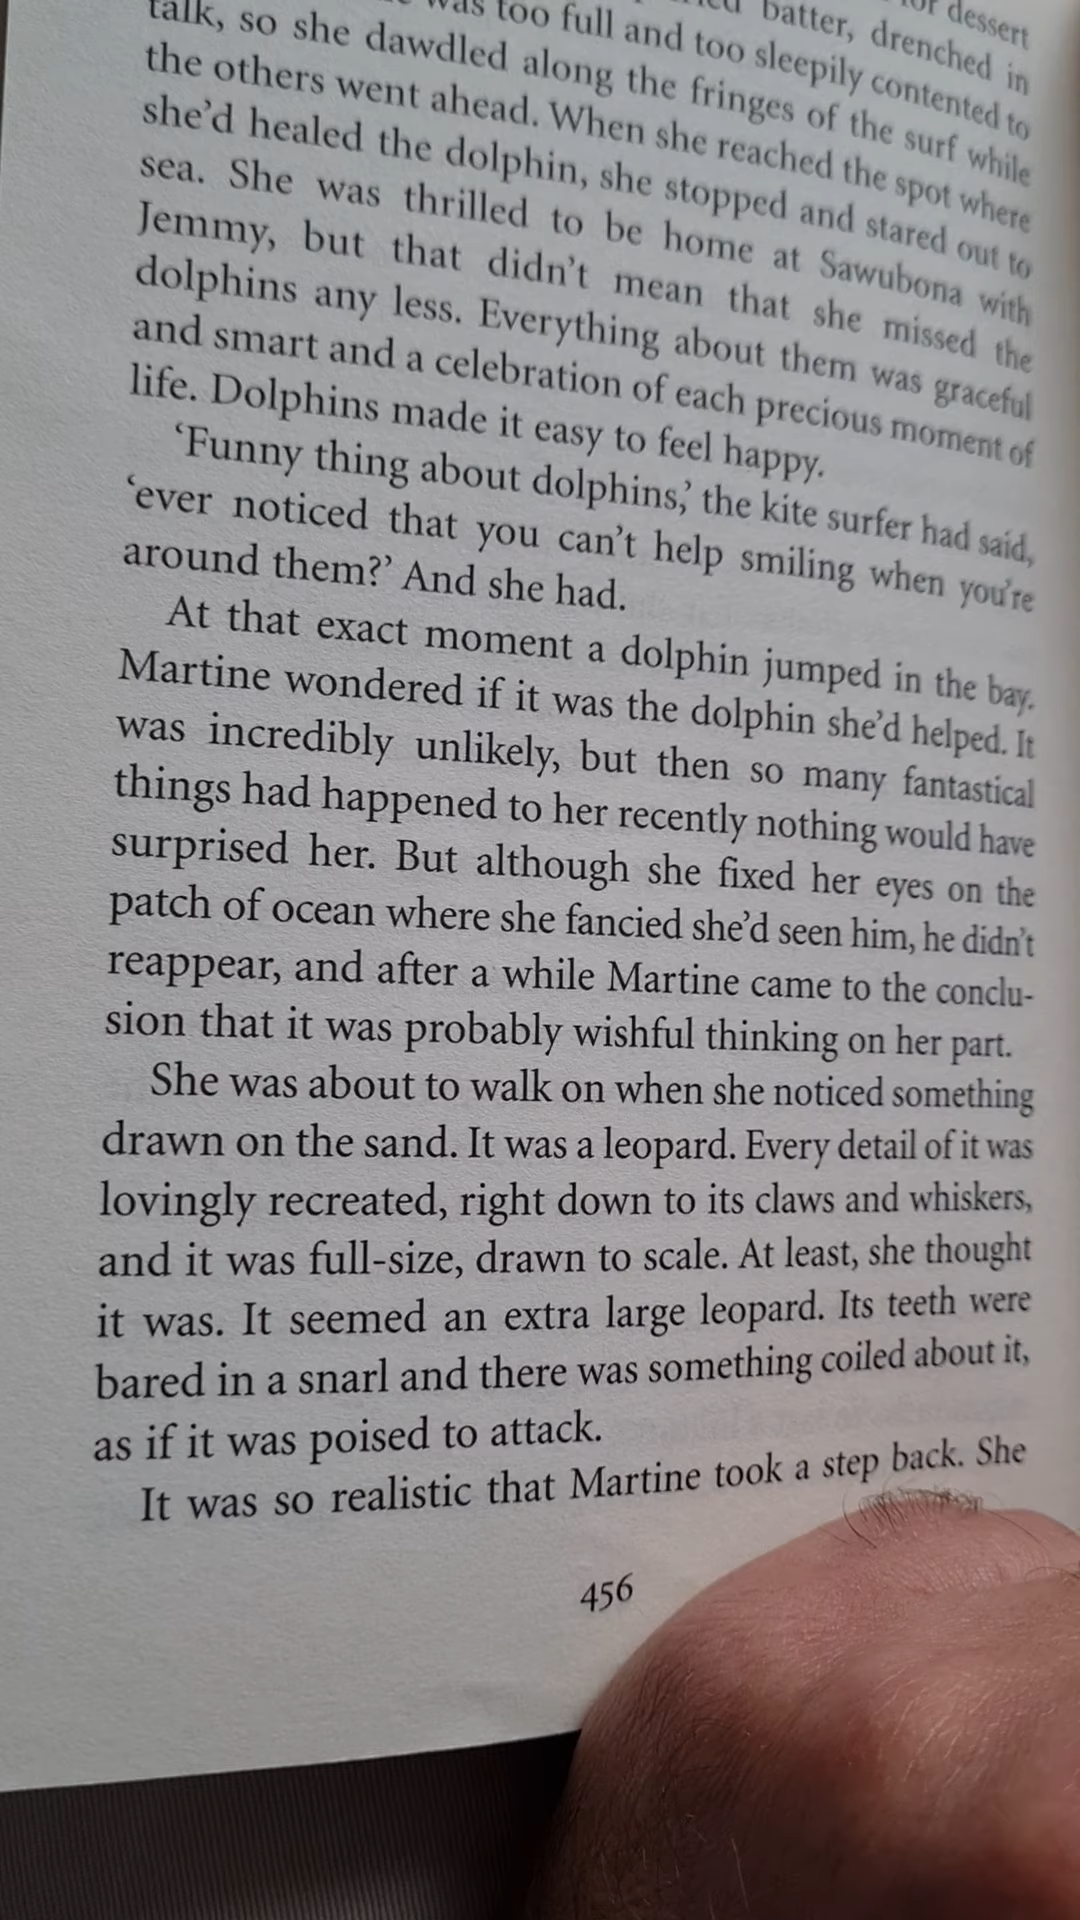 for dessert
batter, drenched in
was too full and too sleepily contented to
talk, so she dawdled along the fringes of the surf while
the others went ahead. When she reached the spot where
she’d healed the dolphin, she stopped and stared out to
sea. She was thrilled to be home at Sawubona with
Jemmy, but that didn’t mean that she missed the
dolphins any less. Everything about them was graceful
and smart and a celebration of each precious moment of
life. Dolphins made it easy to feel happy.
‘Funny thing about dolphins,’ the kite surfer had said,
‘ever noticed that you can’t help smiling when you’re
around them?’ And she had.
At that exact moment a dolphin jumped in the bay.
Martine wondered if it was the dolphin she’d helped. It
was incredibly unlikely, but then so many fantastical
things had happened to her recently nothing would have
surprised her. But although she fixed her eyes on the
patch of ocean where she fancied she’d seen him, he didn’t
reappear, and after a while Martine came to the conclu-
sion that it was probably wishful thinking on her part.
She was about to walk on when she noticed something
drawn on the sand. It was a leopard. Every detail of it was
lovingly recreated, right down to its claws and whiskers,
and it was full-size, drawn to scale. At least, she thought
it was. It seemed an extra large leopard. Its teeth were
bared in a snarl and there was something coiled about it,
as if it was poised to attack.
It was so realistic that Martine took a step back. She
456